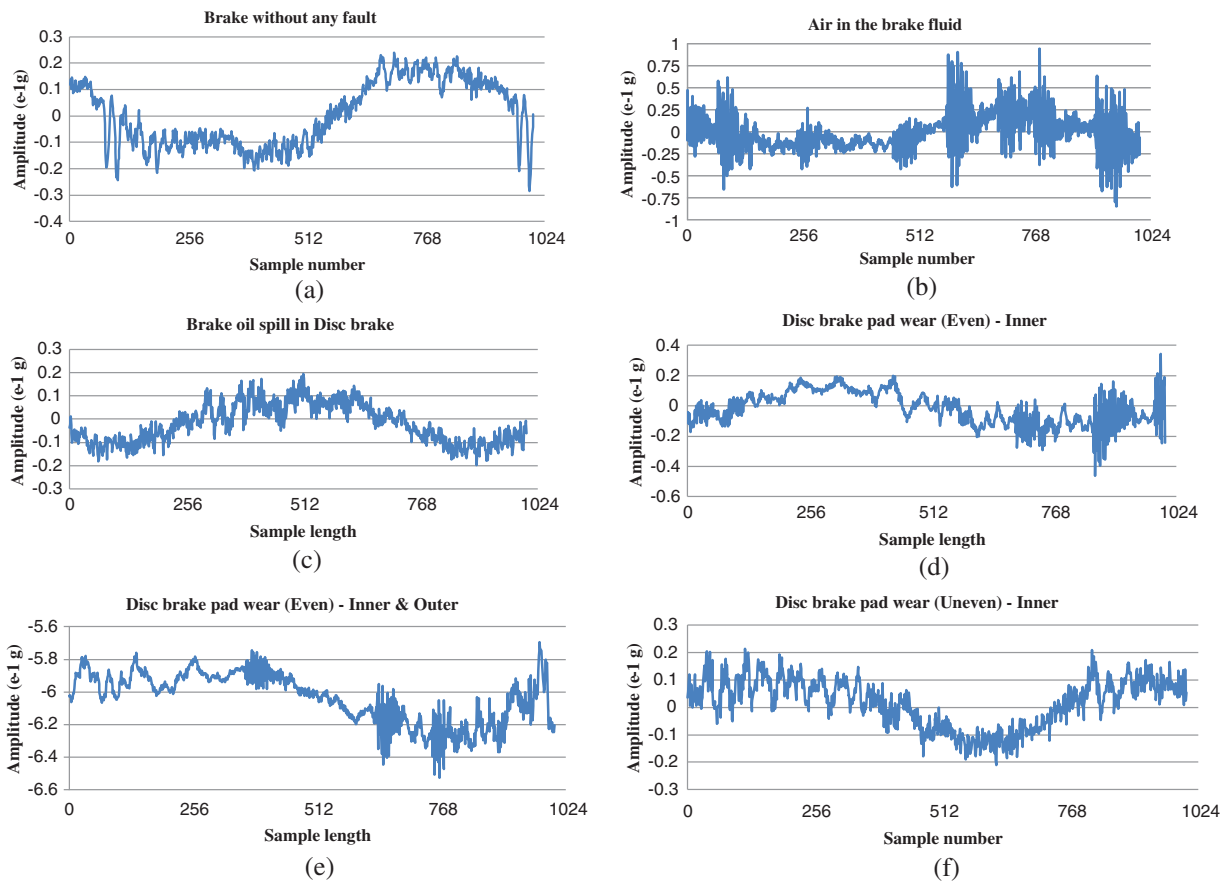 Brake without any fault
0.3
0.2
0.1
0
-0.1
-0.2
-0.3
-0.4
Amplitude (e-1 g)
0 256 512 768 1024
Sample number
(a)
Air in the brake fluid
1
0.75
0.5
0.25
0
-0.25
-0.5
-0.75
-1
Amplitude (e-1 g)
0 256 512 768 1024
Sample number
(b)
Brake oil spill in Disc brake
0.3
0.2
0.1
0
-0.1
-0.2
-0.3
Amplitude (e-1 g)
0 256 512 768 1024
Sample length
(c)
Disc brake pad wear (Even) - Inner
0.4
0.2
0
-0.2
-0.4
-0.6
Amplitude (e-1 g)
0 256 512 768 1024
Sample length
(d)
Disc brake pad wear (Even) - Inner & Outer
-5.6
-5.8
-6
-6.2
-6.4
-6.6
Amplitude (e-1 g)
0 256 512 768 1024
Sample length
(e)
Disc brake pad wear (Uneven) - Inner
0.3
0.2
0.1
0
-0.1
-0.2
-0.3
Amplitude (e-1 g)
0 256 512 768 1024
Sample number
(f)